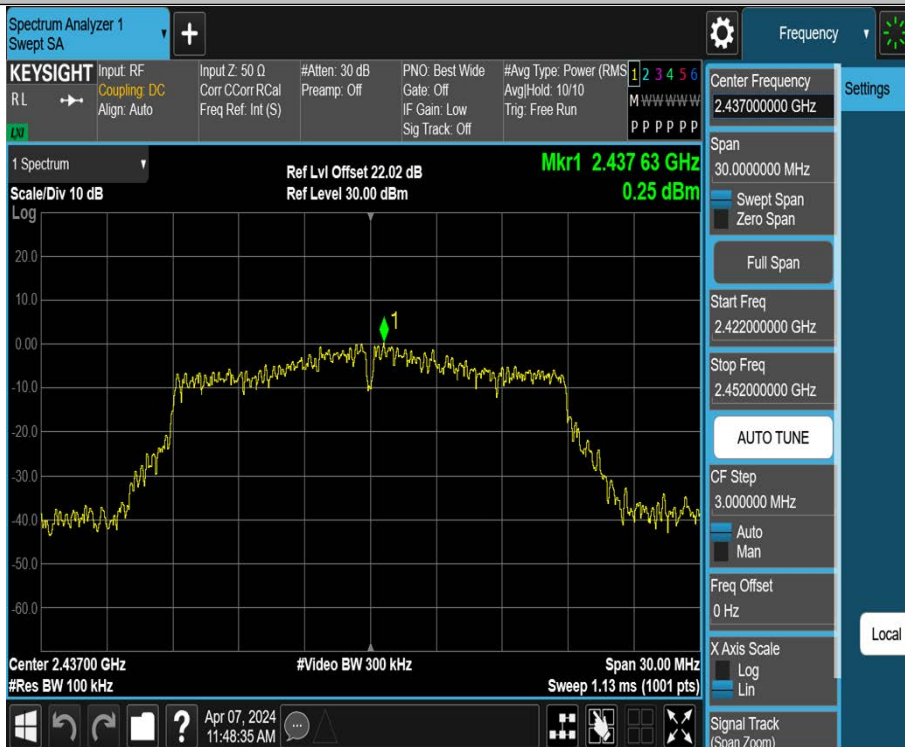 Spectrum Analyzer 1
Swept SA
+
Frequency
KEYSIGHT
RL
LXI
Input: RF
Coupling: DC
Align: Auto
Input Z: 50 Ω
Corr CCorr RCal
Freq Ref: Int (S)
#Atten: 30 dB
Preamp: Off
PNO: Best Wide
Gate: Off
IF Gain: Low
Sig Track: Off
#Avg Type: Power (RMS
Avg|Hold: 10/10
Trig: Free Run
1 2 3 4 5 6
M W W W W W
P P P P P P
1 Spectrum
Scale/Div 10 dB
Log
Ref Lvl Offset 22.02 dB
Ref Level 30.00 dBm
Mkr1 2.437 63 GHz
0.25 dBm
20.0
10.0
0.00
-10.0
-20.0
-30.0
-40.0
-50.0
-60.0
1
Center 2.43700 GHz
#Res BW 100 kHz
#Video BW 300 kHz
Span 30.00 MHz
Sweep 1.13 ms (1001 pts)
?
Apr 07, 2024
11:48:35 AM
Center Frequency
2.437000000 GHz
Span
30.0000000 MHz
Swept Span
Zero Span
Full Span
Start Freq
2.422000000 GHz
Stop Freq
2.452000000 GHz
AUTO TUNE
CF Step
3.000000 MHz
Auto
Man
Freq Offset
0 Hz
X Axis Scale
Log
Lin
Signal Track
(Span Zoom)
Settings
Local